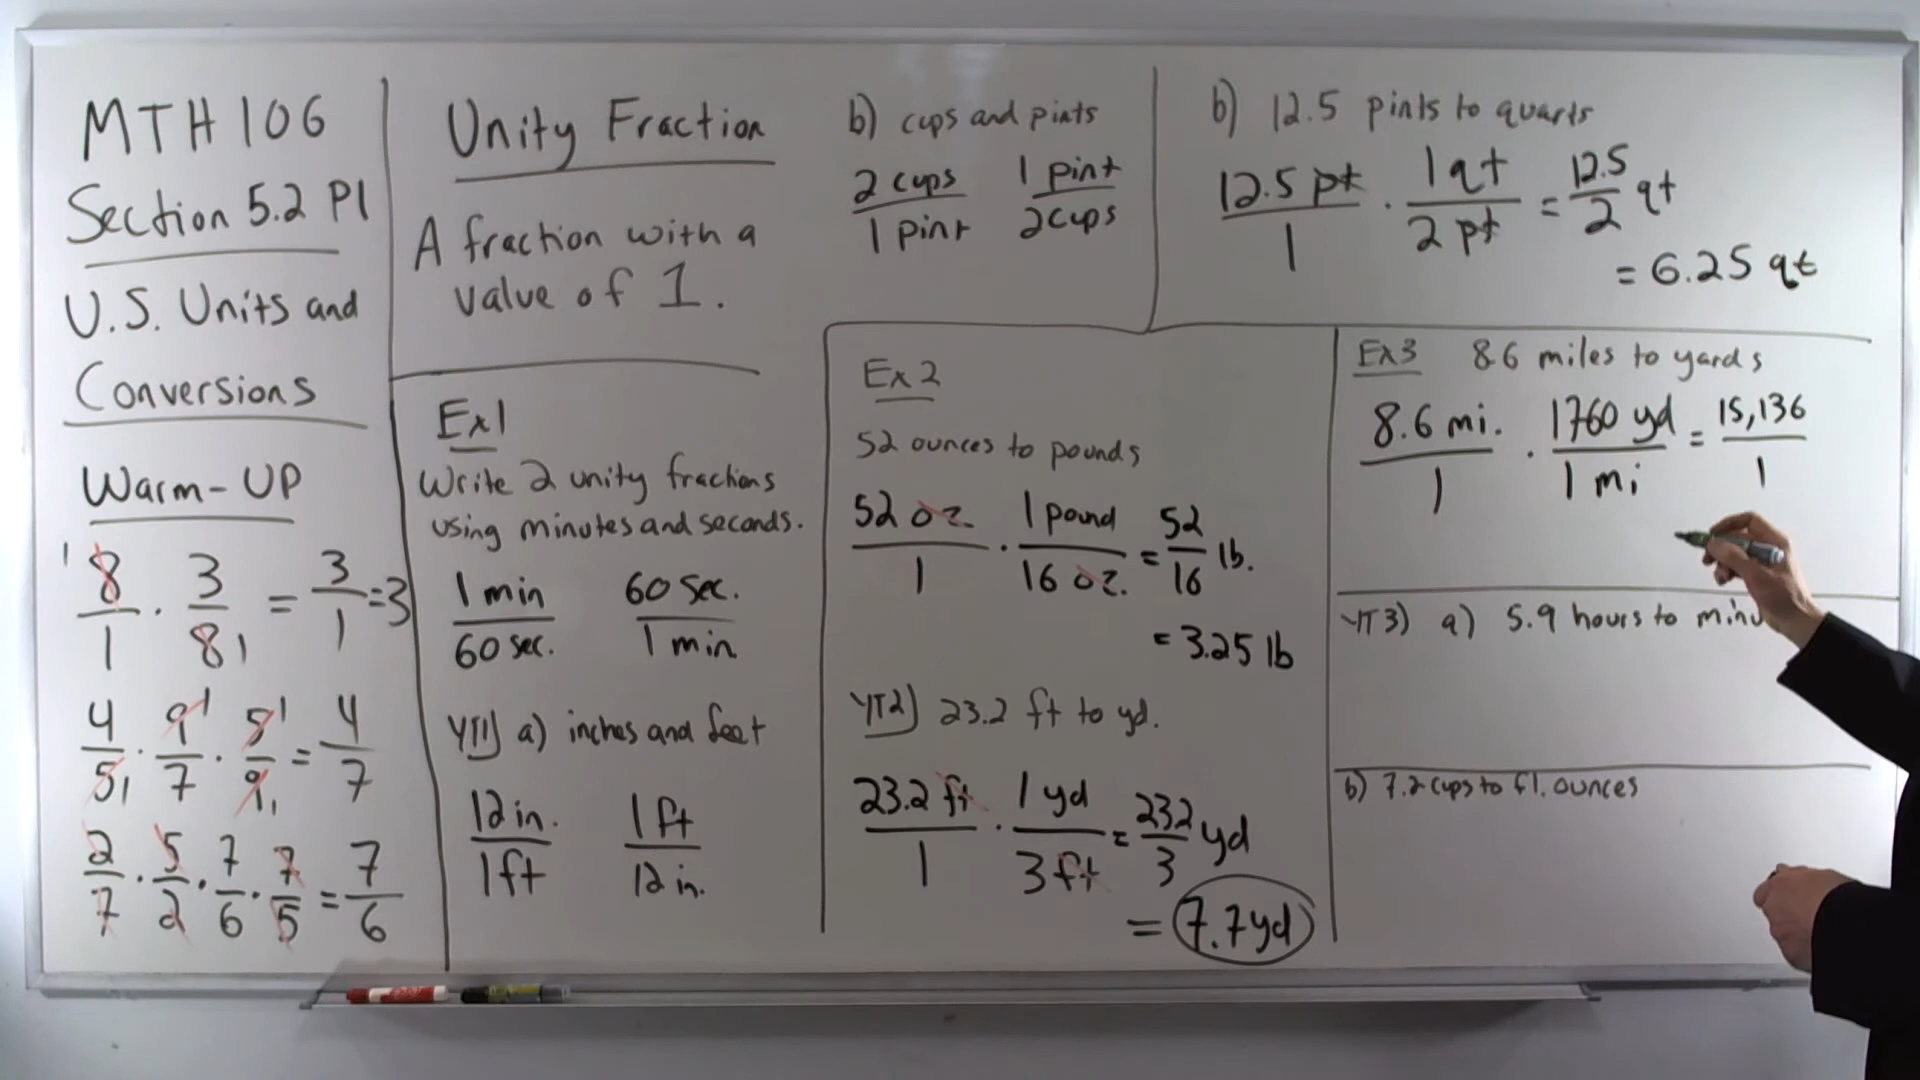 MTH 106
Section 5.2 P1
U.S. Units and
Conversions
Warm-UP
1 8/1 · 3/8 1 = 3/1 = 3
4/5 1 · 9 1/7 · 5 1/9 1 = 4/7
2/7 · 5/2 · 7/6 · 7/5 = 7/6
Unity Fraction
A fraction with a
value of 1.
Ex1
Write 2 unity fractions
using minutes and seconds.
1 min/60 sec. 60 sec./1 min.
YT1) a) inches and feet
12 in./1 ft 1 ft/12 in.
b) cups and pints
2 cups/1 pint 1 pint/2 cups
Ex 2
52 ounces to pounds
52 oz./1 · 1 pound/16 oz. = 52/16 lb.
= 3.25 lb
YT2) 23.2 ft to yd.
23.2 ft/1 · 1 yd/3 ft = 23.2/3 yd
= 7.7 yd
b) 12.5 pints to quarts
12.5 pt/1 · 1 qt/2 pt = 12.5/2 qt
= 6.25 qt
Ex3 8.6 miles to yards
8.6 mi./1 · 1760 yd/1 mi = 15,136/1
YT3) a) 5.9 hours to minu
b) 7.2 cups to fl. ounces